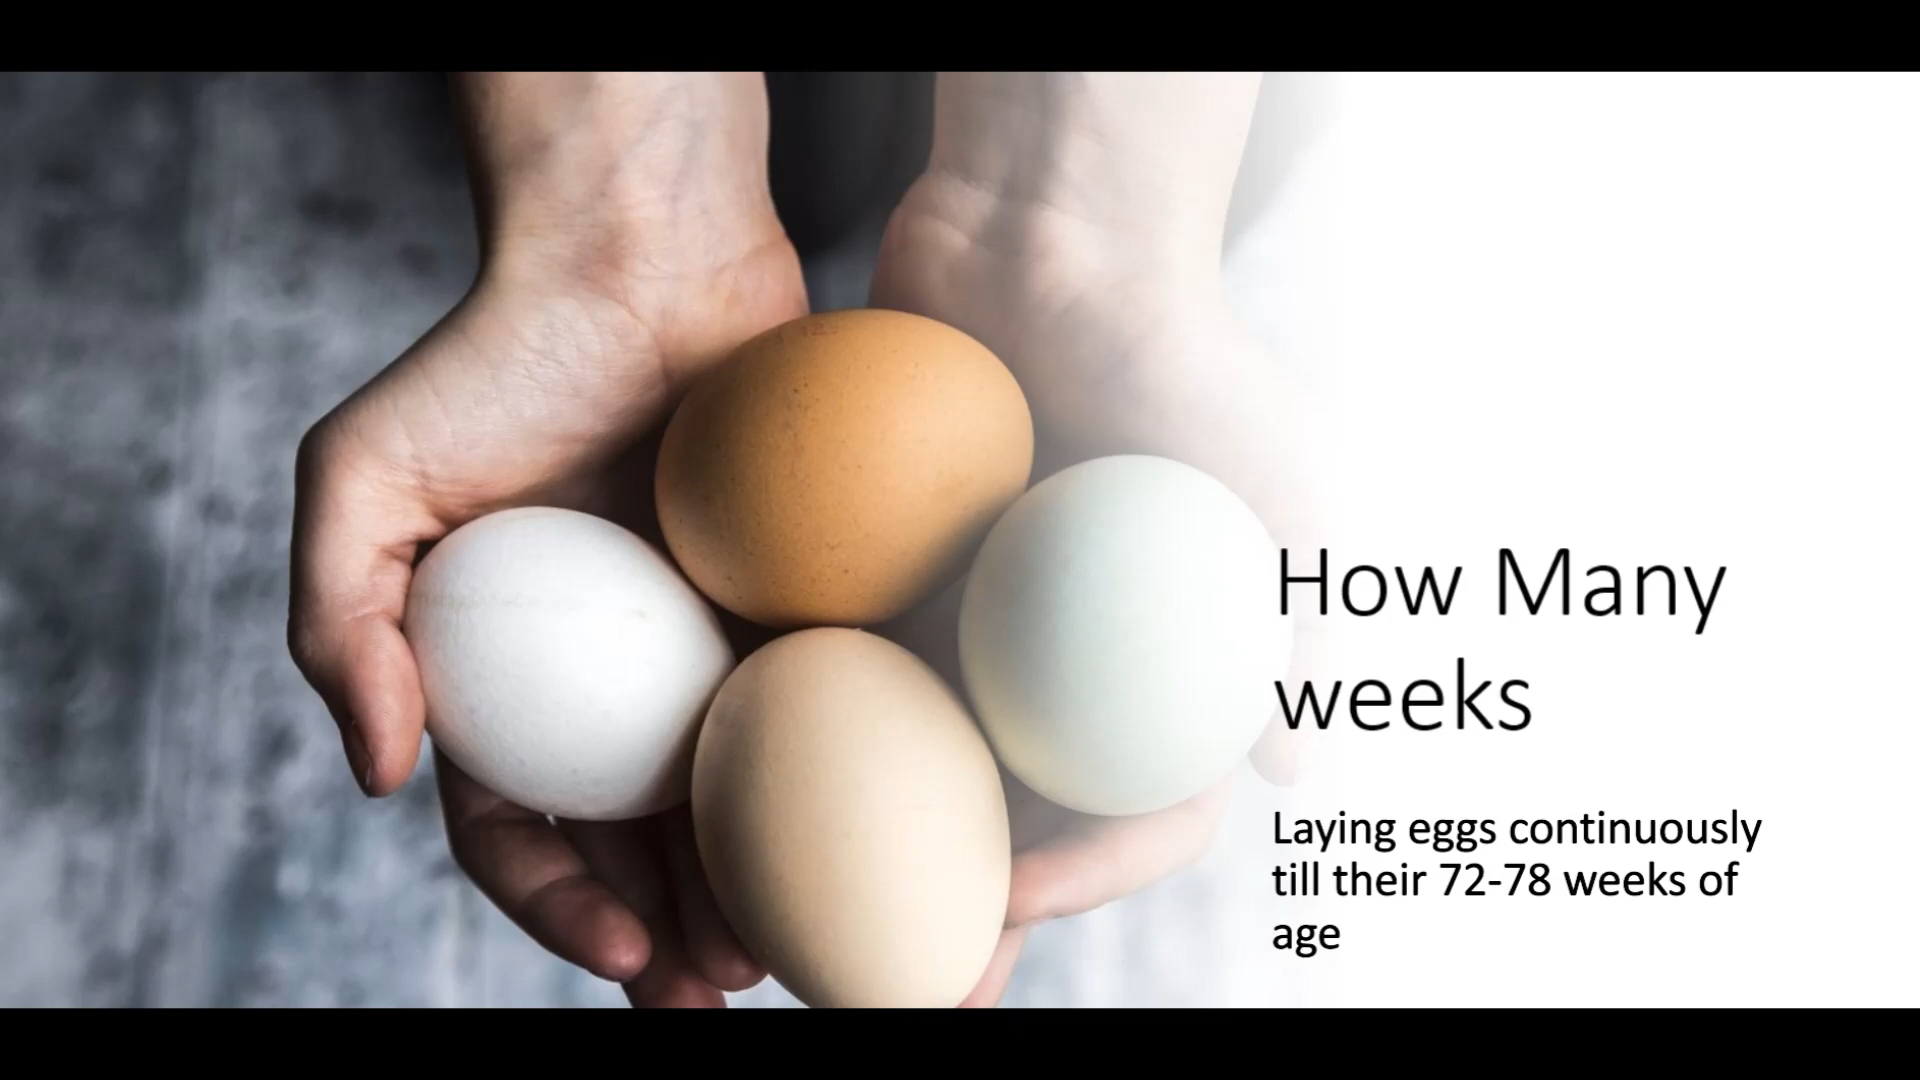 How Many
weeks
Laying eggs continuously
till their 72-78 weeks of
age